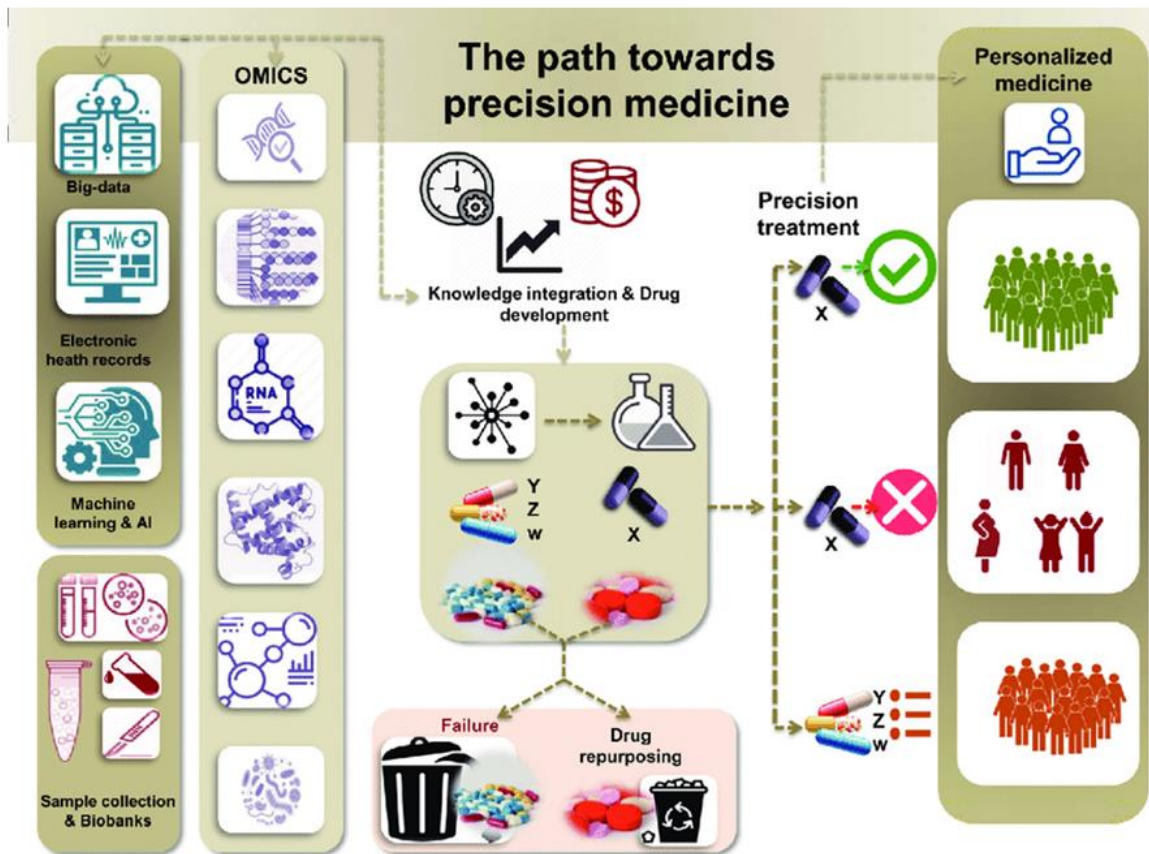 The path towards
precision medicine
Big-data
Electronic
heath records
Machine
learning & AI
Sample collection
& Biobanks
OMICS
RNA
$
Knowledge integration & Drug
development
Y
Z
W
X
Failure
Drug
repurposing
Precision
treatment
X
X
Y
Z
W
Personalized
medicine